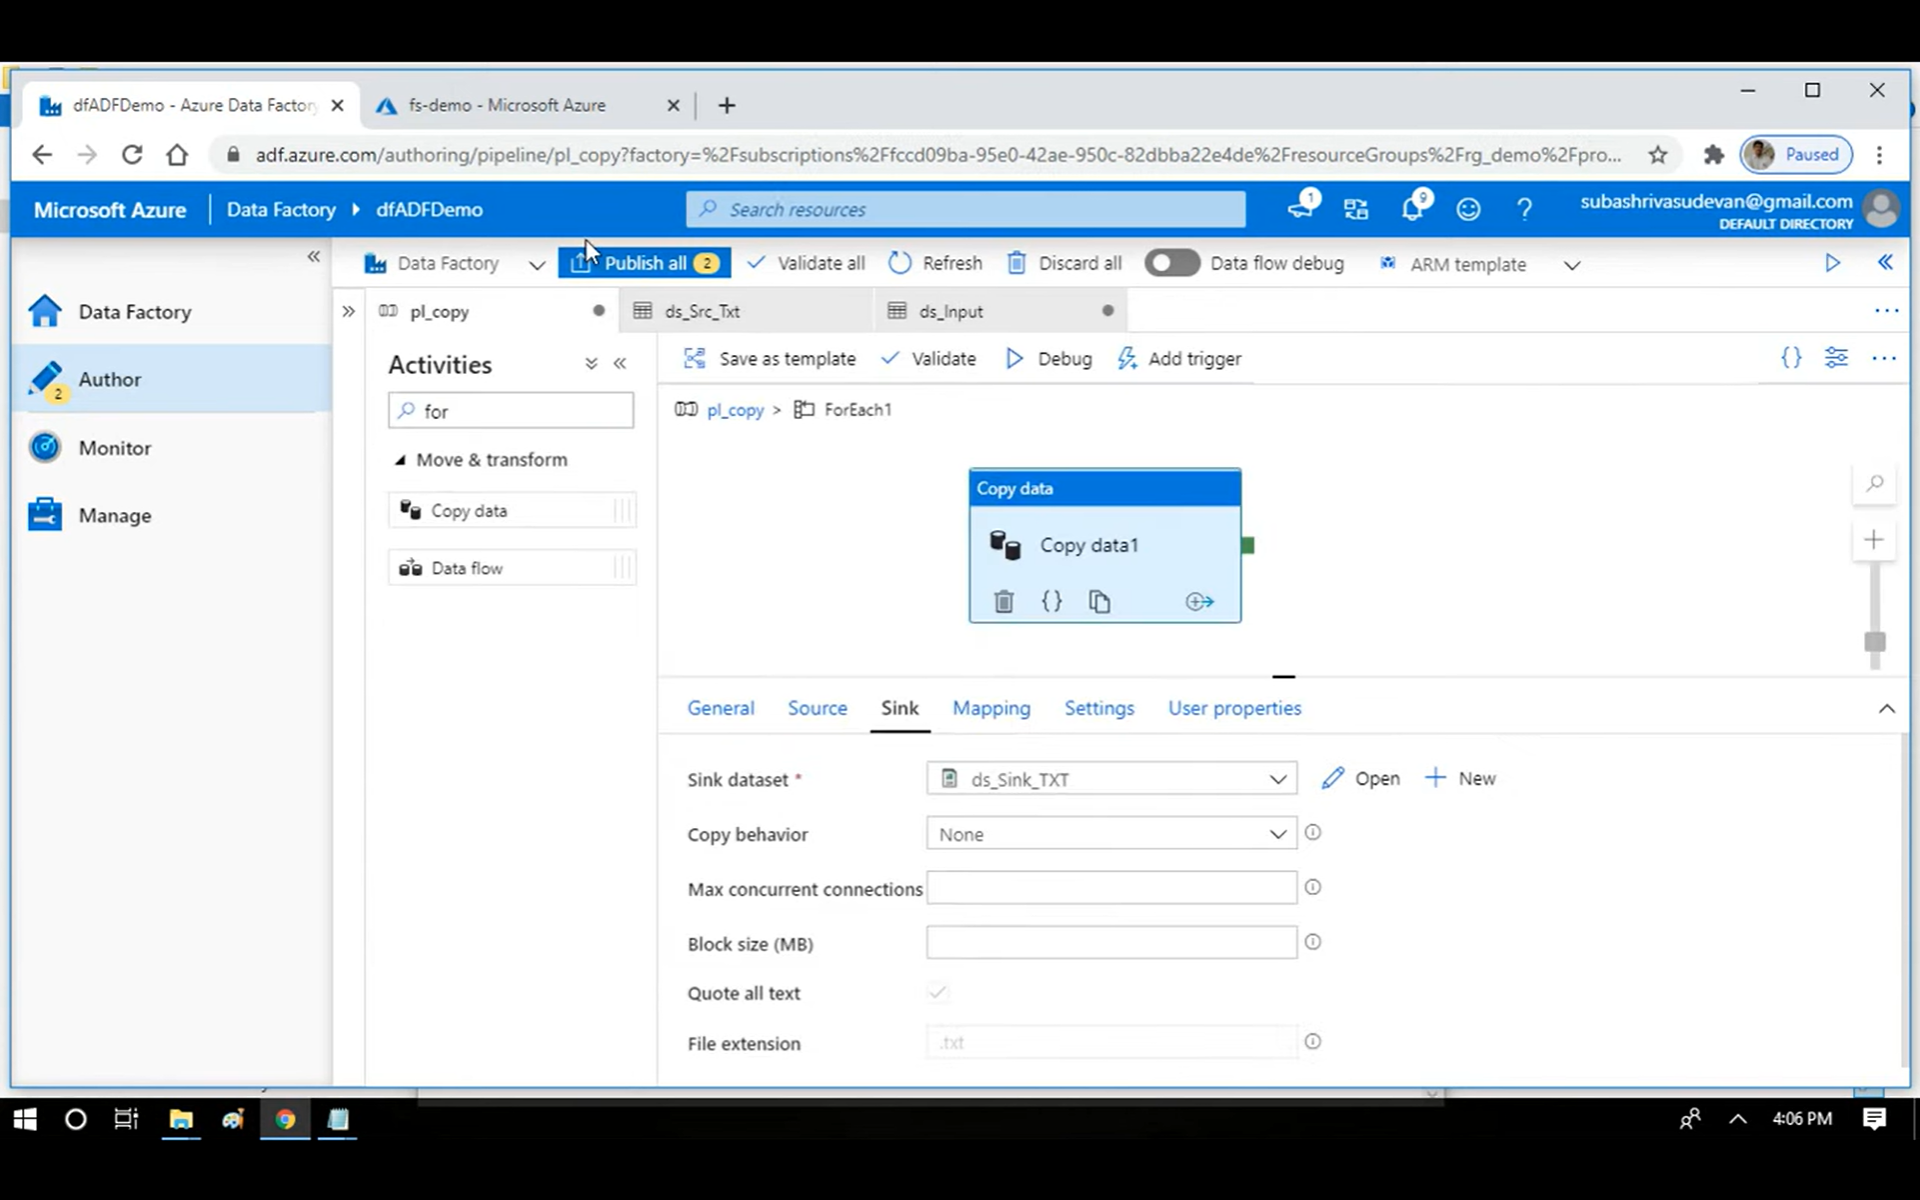 dfADFDemo - Azure Data Factory
fs-demo - Microsoft Azure
adf.azure.com/authoring/pipeline/pl_copy?factory=%2Fsubscriptions%2Ffccd09ba-95e0-42ae-950c-82dbba22e4de%2FresourceGroups%2Frg_demo%2Fpro...
Paused
Microsoft Azure
Data Factory
dfADFDemo
Search resources
1
9
?
subashrivasudevan@gmail.com
DEFAULT DIRECTORY
Data Factory
Publish all 2
Validate all
Refresh
Discard all
Data flow debug
ARM template
Data Factory
Author
2
Monitor
Manage
pl_copy
ds_Src_Txt
ds_Input
Activities
for
Move & transform
Copy data
Data flow
Save as template
Validate
Debug
Add trigger
pl_copy > ForEach1
Copy data
Copy data1
General
Source
Sink
Mapping
Settings
User properties
Sink dataset *
ds_Sink_TXT
Open
New
Copy behavior
None
Max concurrent connections
Block size (MB)
Quote all text
File extension
.txt
4:06 PM